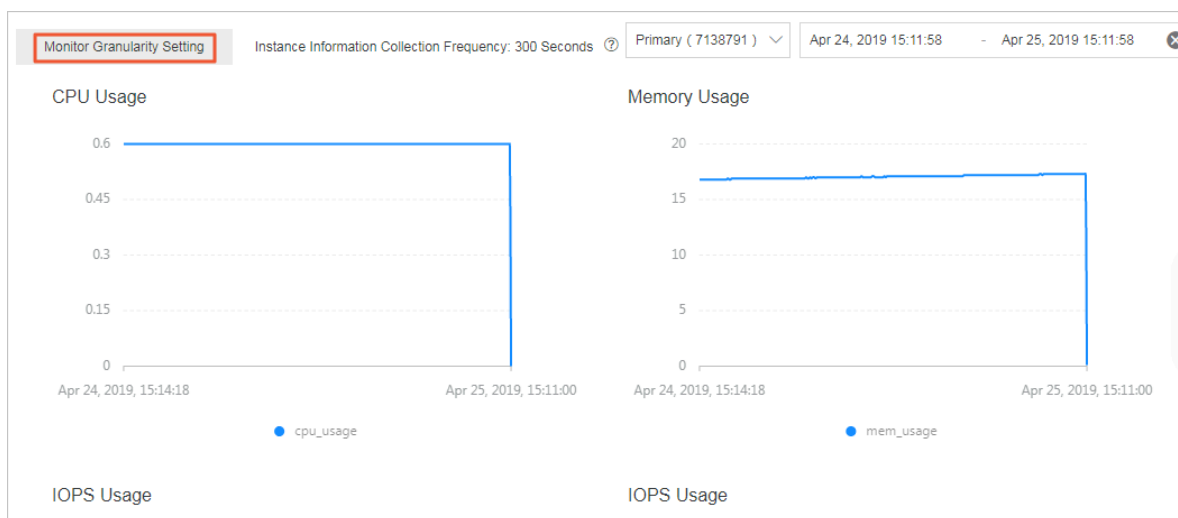 Monitor Granularity Setting Instance Information Collection Frequency: 300 Seconds ? Primary ( 7138791 ) Apr 24, 2019 15:11:58 - Apr 25, 2019 15:11:58
CPU Usage
0.6
0.45
0.3
0.15
0
Apr 24, 2019, 15:14:18 Apr 25, 2019, 15:11:00
cpu_usage
Memory Usage
20
15
10
5
0
Apr 24, 2019, 15:14:18 Apr 25, 2019, 15:11:00
mem_usage
IOPS Usage
IOPS Usage